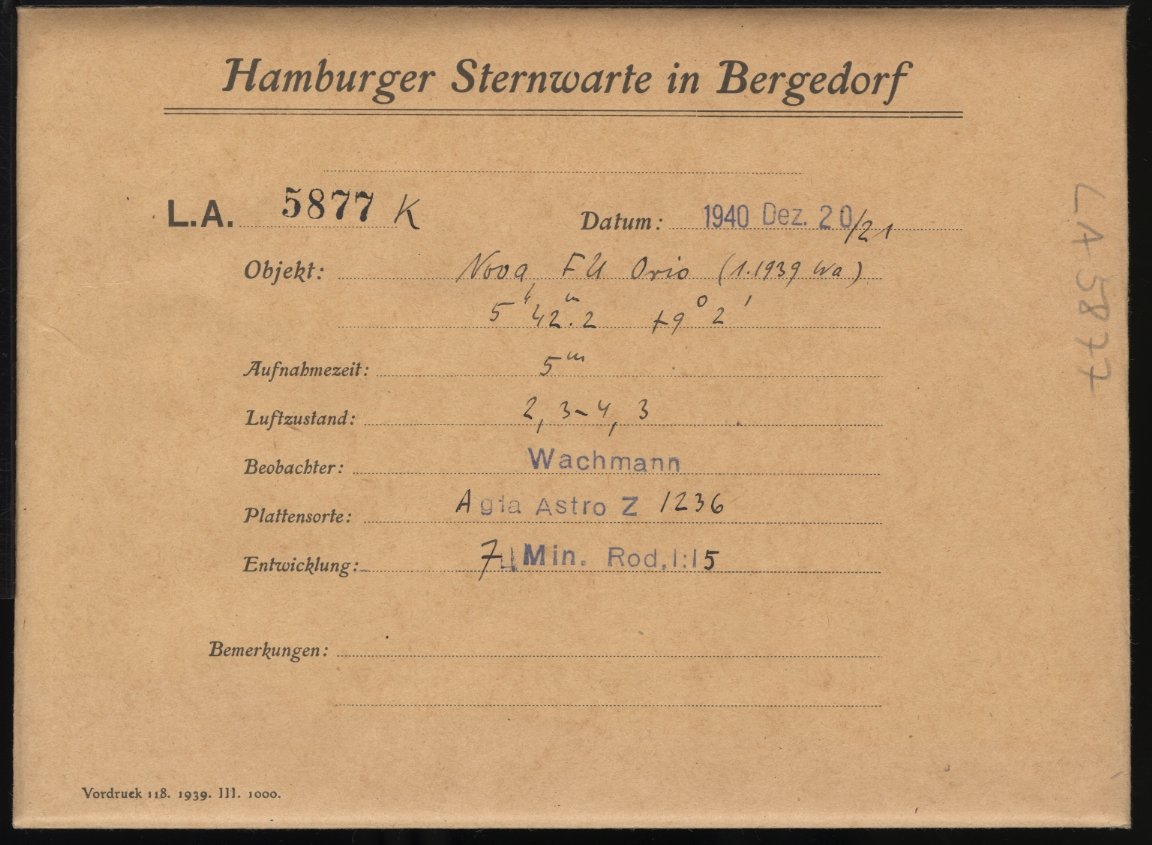 Hamburger Sternwarte in Bergedorf
L.A. 5877 K
Datum: 1940 Dez. 20/21
Objekt: Nova FU Orio (1.1939 Wa)
5ʰ 42ᵐ.2 +9° 2′
Aufnahmezeit: 5ᵐ
Luftzustand: 2, 3-4, 3
Beobachter: Wachmann
Plattensorte: Agfa Astro Z 1236
Entwicklung: 7 Min. Rod. 1:15
Bemerkungen:
Vordruck 118. 1939. III. 1000.
LA 5877